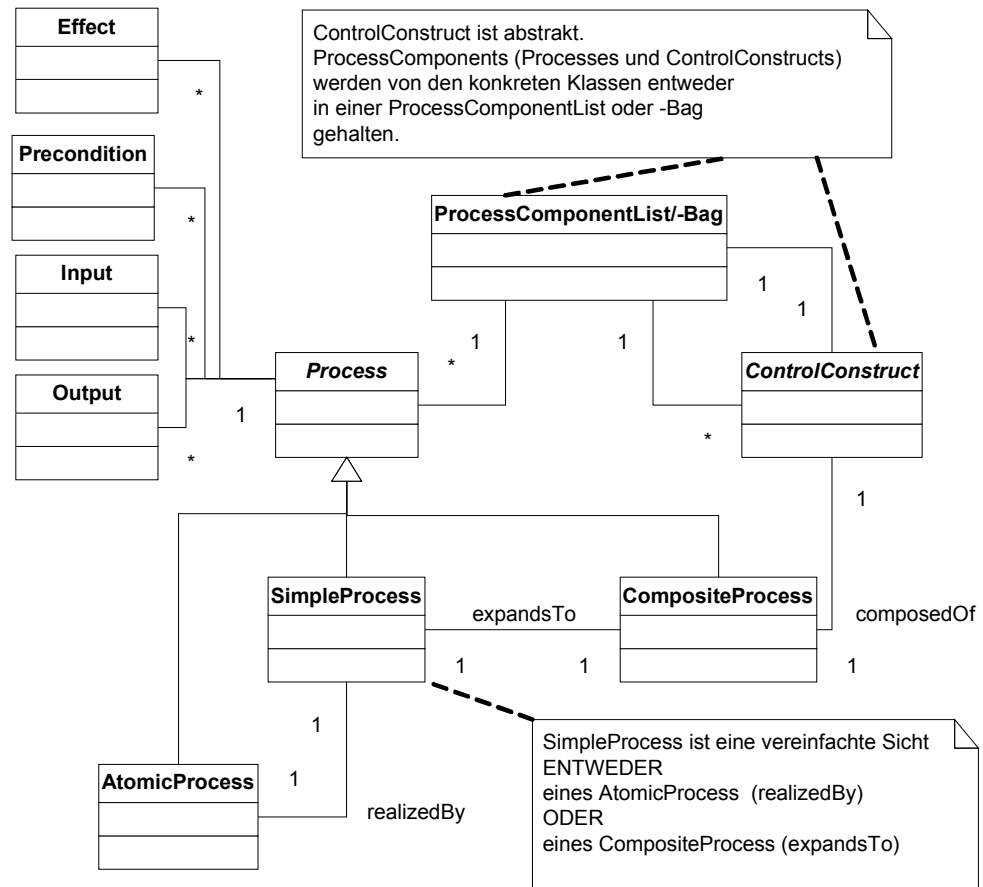 Effect
ControlConstruct ist abstrakt.
ProcessComponents (Processes und ControlConstructs)
werden von den konkreten Klassen entweder
in einer ProcessComponentList oder -Bag
gehalten.
*
Precondition
*
ProcessComponentList/-Bag
Input
1
1
*
1
1
Process
*
ControlConstruct
Output
1
*
*
1
SimpleProcess
CompositeProcess
expandsTo
composedOf
1
1
1
1
SimpleProcess ist eine vereinfachte Sicht
ENTWEDER
eines AtomicProcess (realizedBy)
ODER
eines CompositeProcess (expandsTo)
AtomicProcess
1
realizedBy